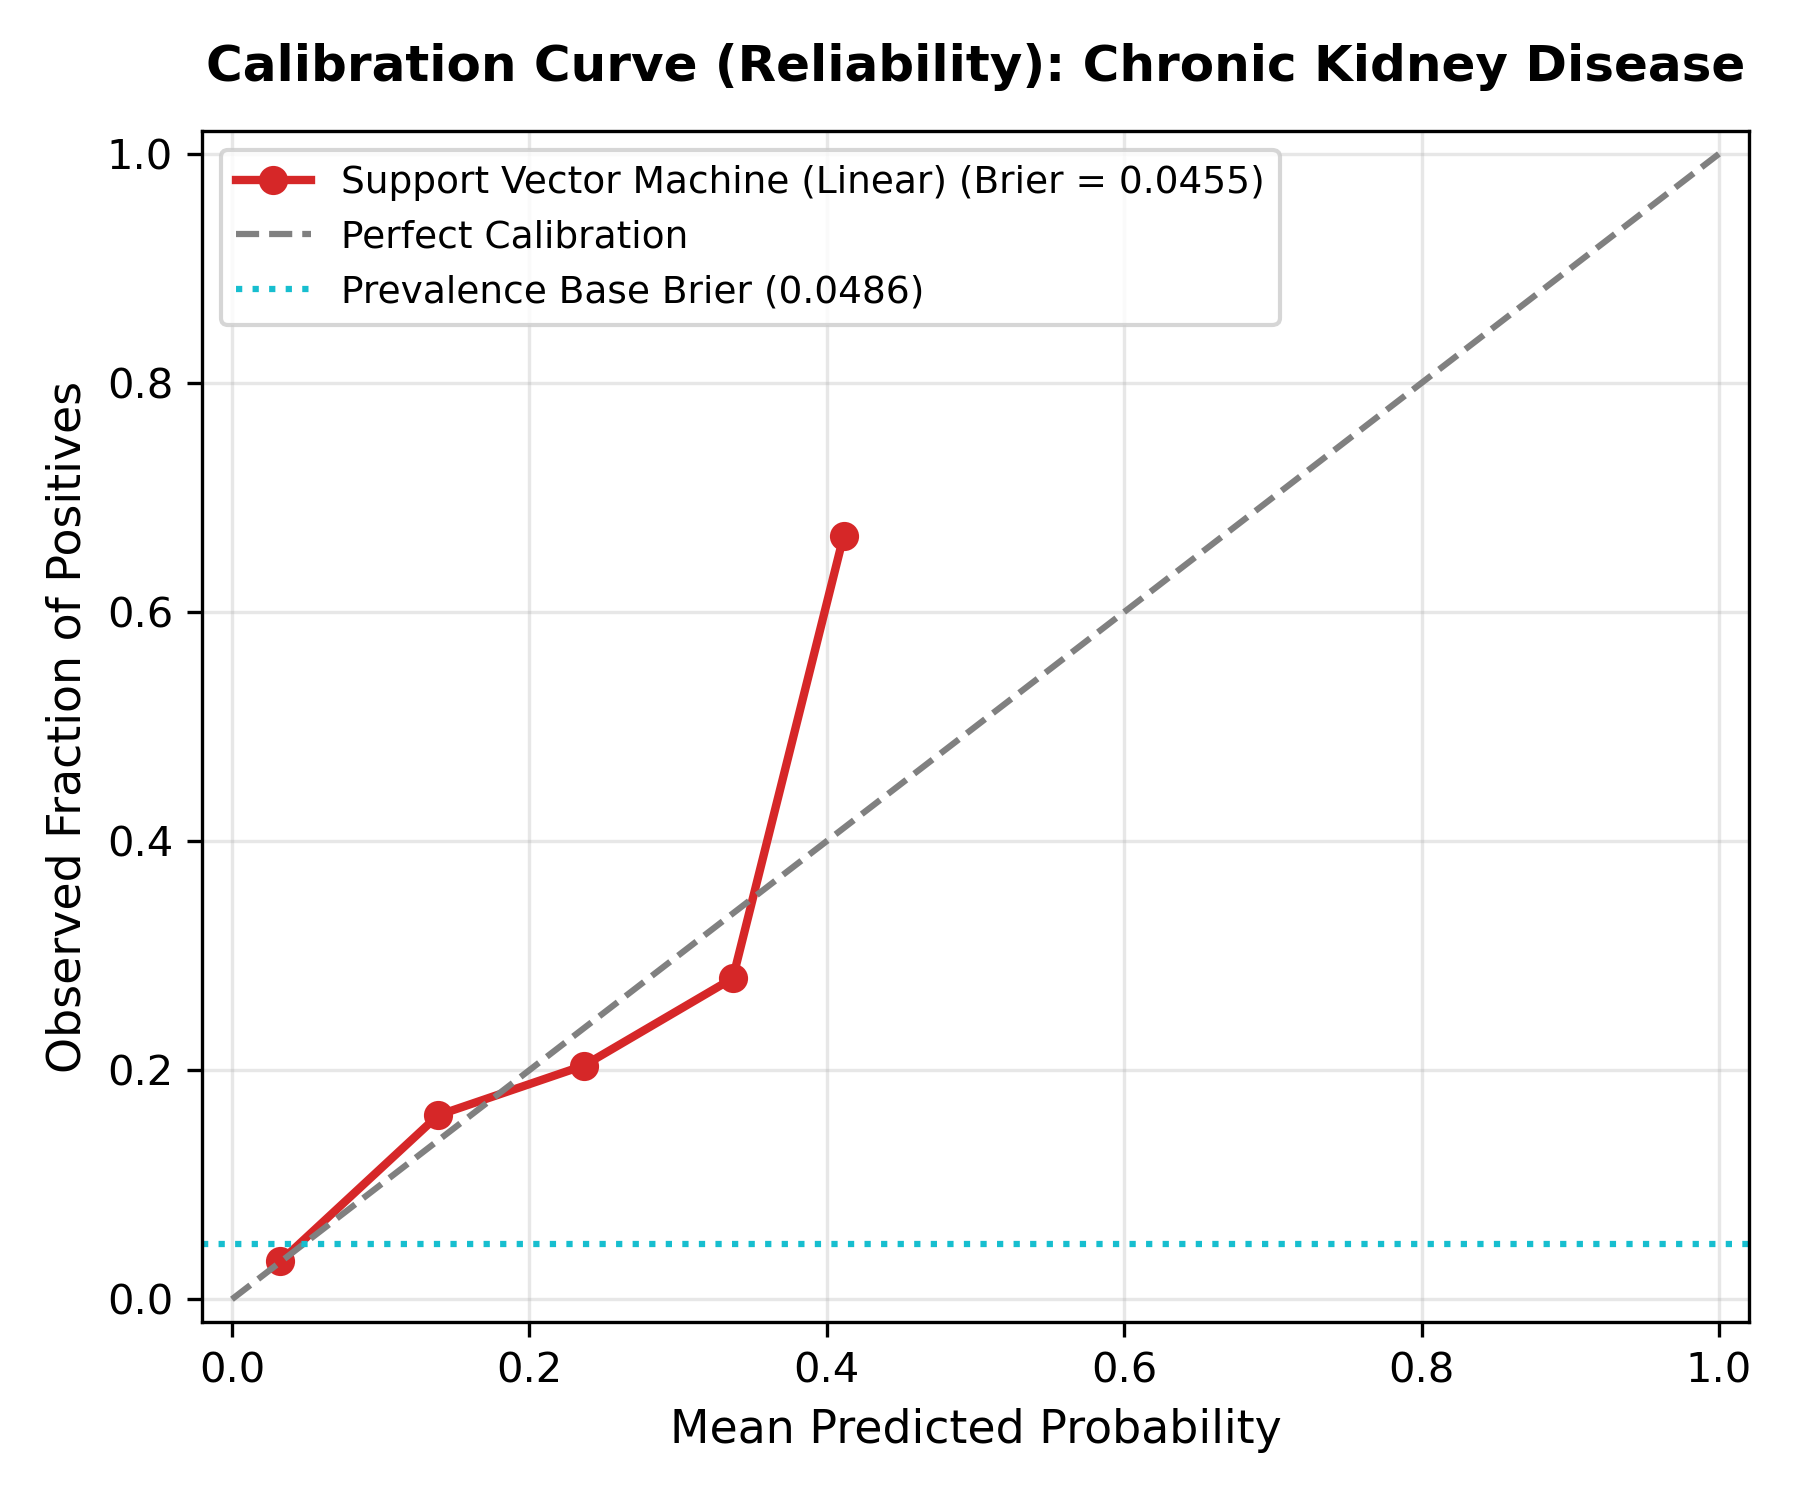 Calibration Curve (Reliability): Chronic Kidney Disease
Support Vector Machine (Linear) (Brier = 0.0455)
Perfect Calibration
Prevalence Base Brier (0.0486)
Observed Fraction of Positives
1.0
0.8
0.6
0.4
0.2
0.0
0.0 0.2 0.4 0.6 0.8 1.0
Mean Predicted Probability